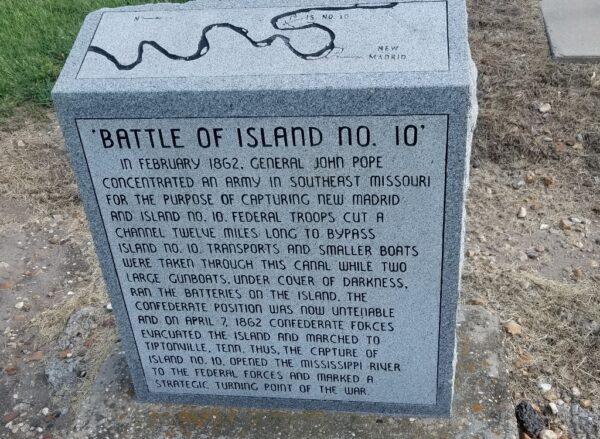 N
IS. NO. 10
NEW
MADRID
'BATTLE OF ISLAND NO. 10'
IN FEBRUARY 1862, GENERAL JOHN POPE
CONCENTRATED AN ARMY IN SOUTHEAST MISSOURI
FOR THE PURPOSE OF CAPTURING NEW MADRID
AND ISLAND NO. 10. FEDERAL TROOPS CUT A
CHANNEL TWELVE MILES LONG TO BYPASS
ISLAND NO. 10. TRANSPORTS AND SMALLER BOATS
WERE TAKEN THROUGH THIS CANAL WHILE TWO
LARGE GUNBOATS, UNDER COVER OF DARKNESS,
RAN THE BATTERIES ON THE ISLAND. THE
CONFEDERATE POSITION WAS NOW UNTENABLE
AND ON APRIL 7, 1862 CONFEDERATE FORCES
EVACUATED THE ISLAND AND MARCHED TO
TIPTONVILLE, TENN. THUS, THE CAPTURE OF
ISLAND NO. 10, OPENED THE MISSISSIPPI RIVER
TO THE FEDERAL FORCES AND MARKED A
STRATEGIC TURNING POINT OF THE WAR.